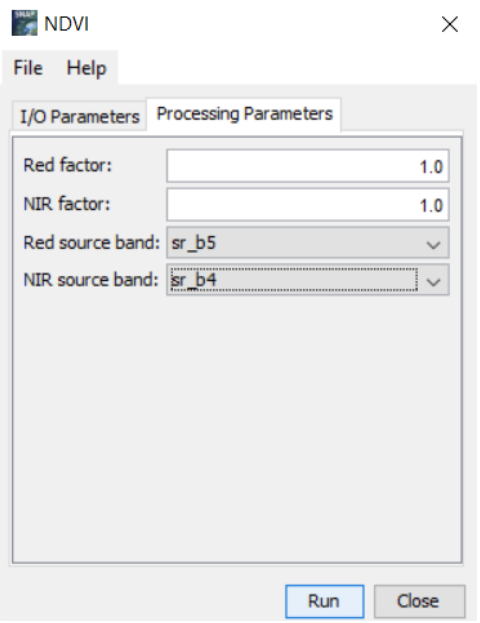 SNAP NDVI
File Help
I/O Parameters Processing Parameters
Red factor: 1.0
NIR factor: 1.0
Red source band: sr_b5
NIR source band: sr_b4
Run Close